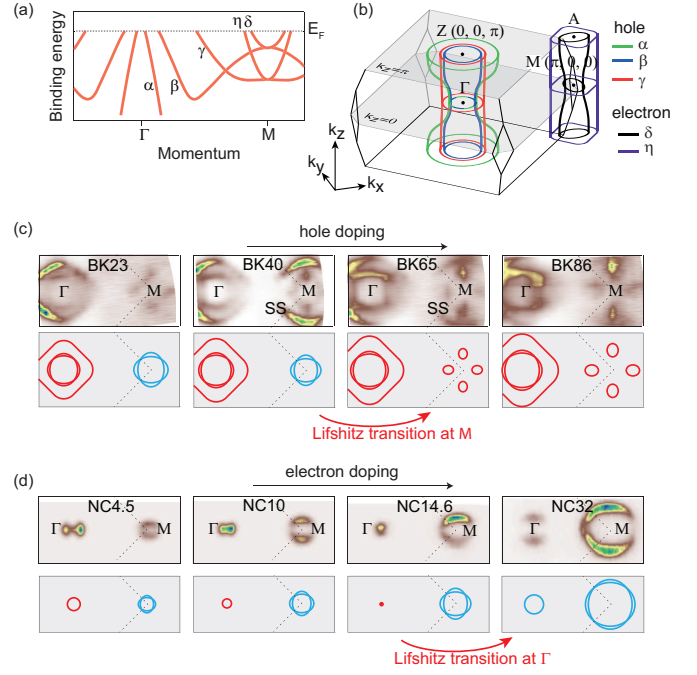 (a)
η δ
E_F
γ
α
β
Binding energy
Γ
M
Momentum
(b)
A
Z (0, 0, π)
M (π, 0, 0)
Γ
k_z=π
k_z=0
k_z
k_y
k_x
hole
α
β
γ
electron
δ
η
(c)
hole doping
BK23
BK40
BK65
BK86
Γ
M
Γ
M
SS
Γ
M
SS
Γ
M
Lifshitz transition at M
(d)
electron doping
NC4.5
NC10
NC14.6
NC32
Γ
M
Γ
M
Γ
M
Γ
M
Lifshitz transition at Γ